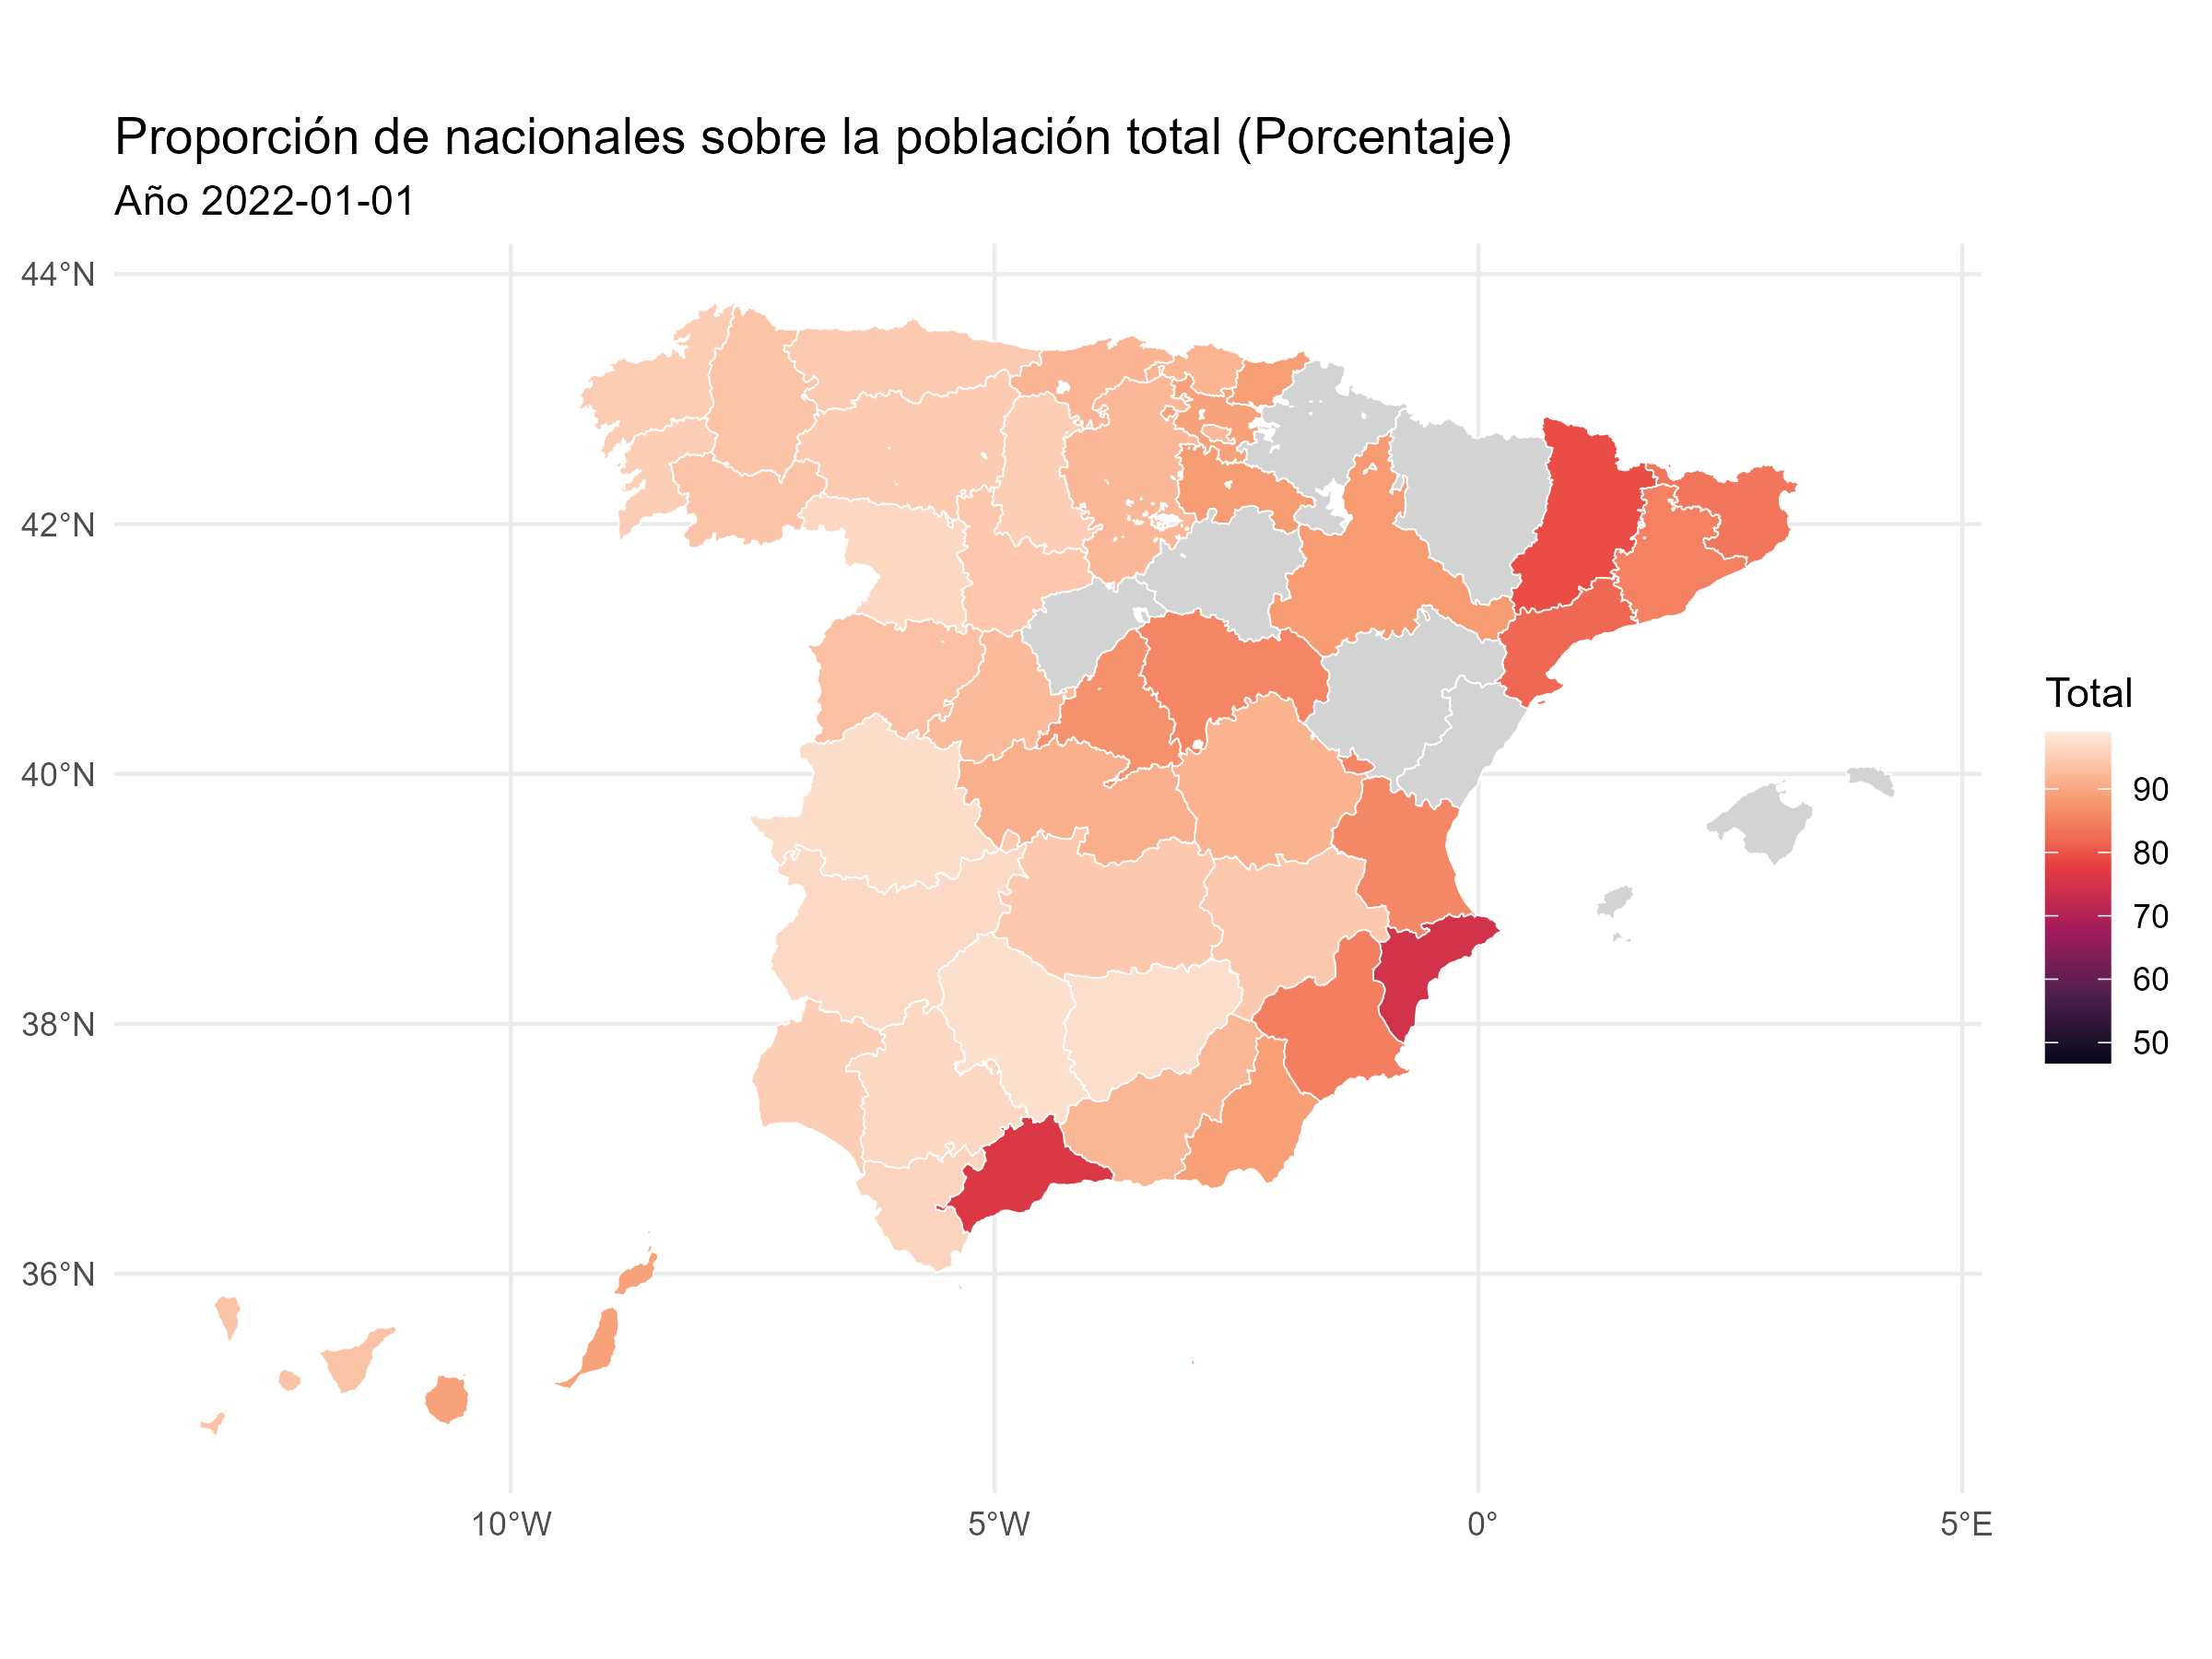 Proporción de nacionales sobre la población total (Porcentaje)
Año 2022-01-01
44°N
42°N
40°N
38°N
36°N
10°W
5°W
0°
5°E
Total
90
80
70
60
50